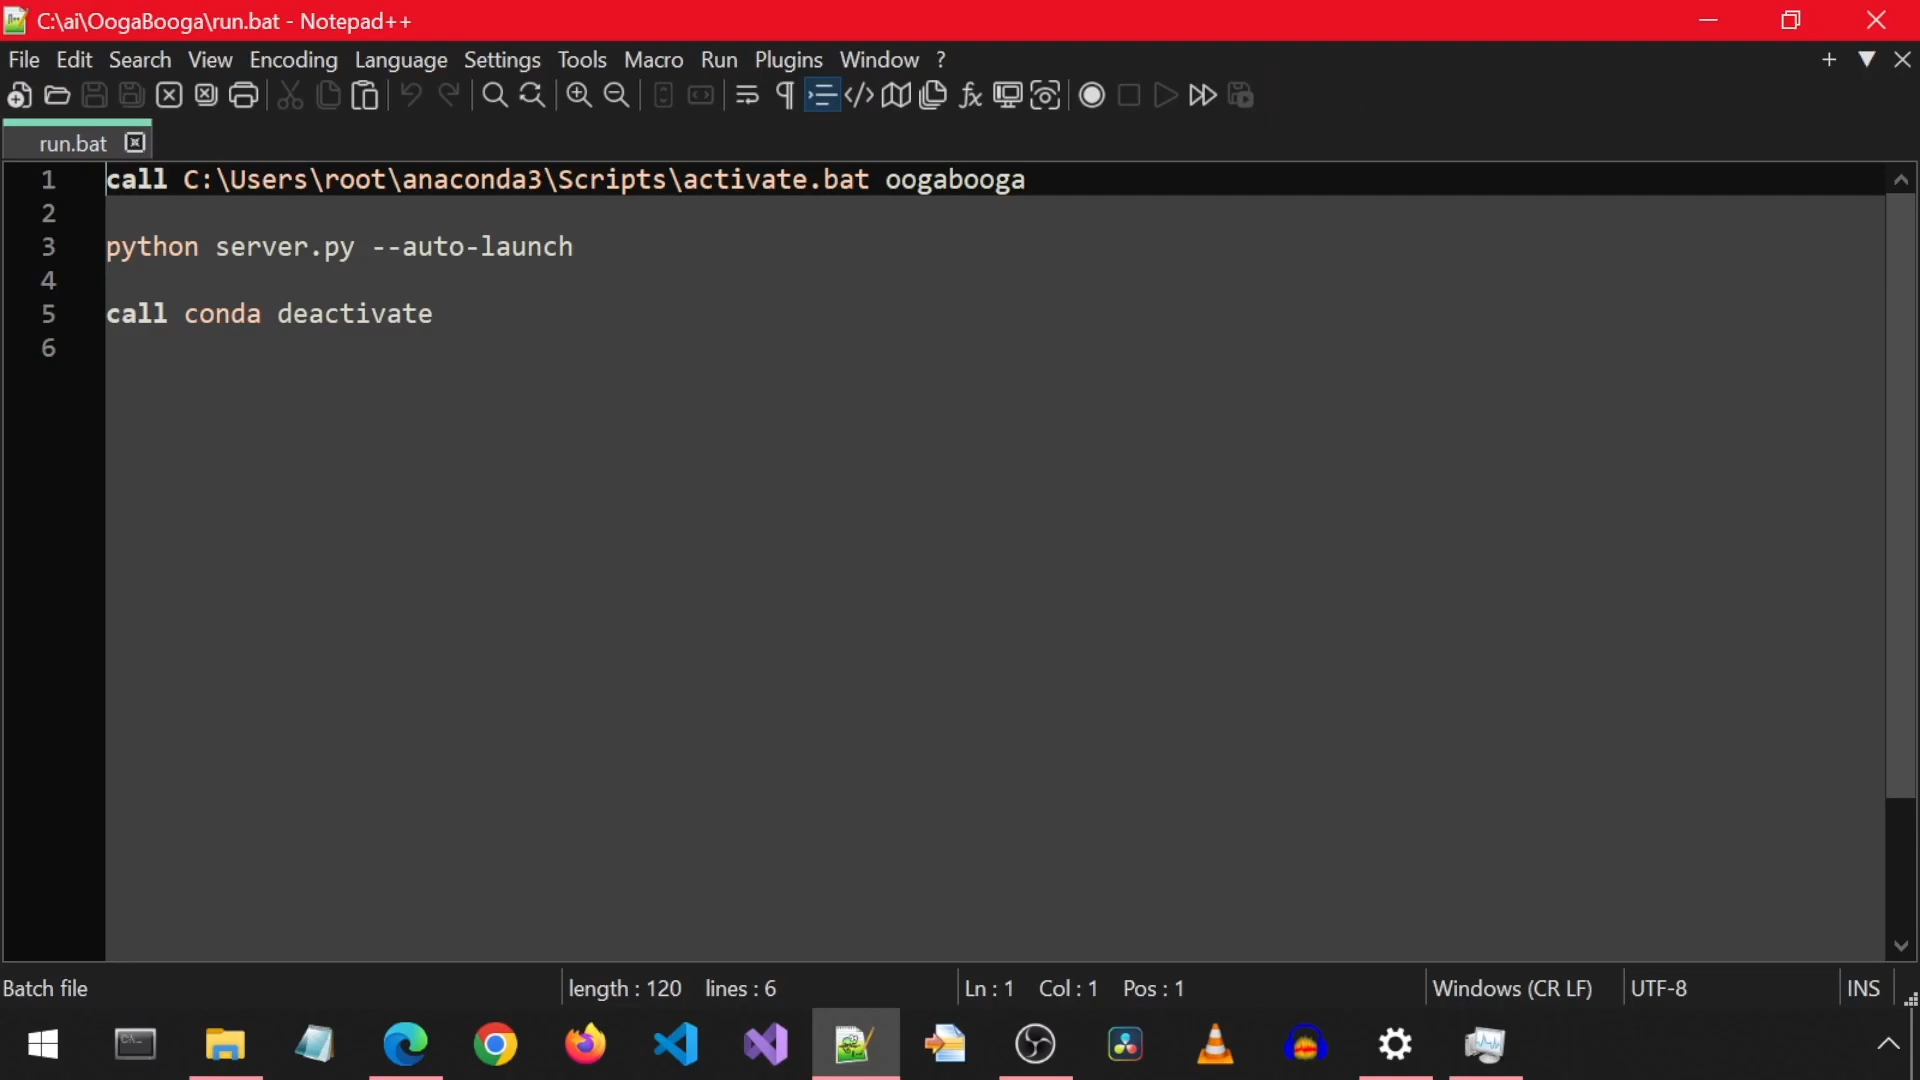 C:\ai\OogaBooga\run.bat - Notepad++
File Edit Search View Encoding Language Settings Tools Macro Run Plugins Window ?
run.bat
1 call C:\Users\root\anaconda3\Scripts\activate.bat oogabooga
2
3 python server.py --auto-launch
4
5 call conda deactivate
6
Batch file length : 120 lines : 6 Ln : 1 Col : 1 Pos : 1 Windows (CR LF) UTF-8 INS